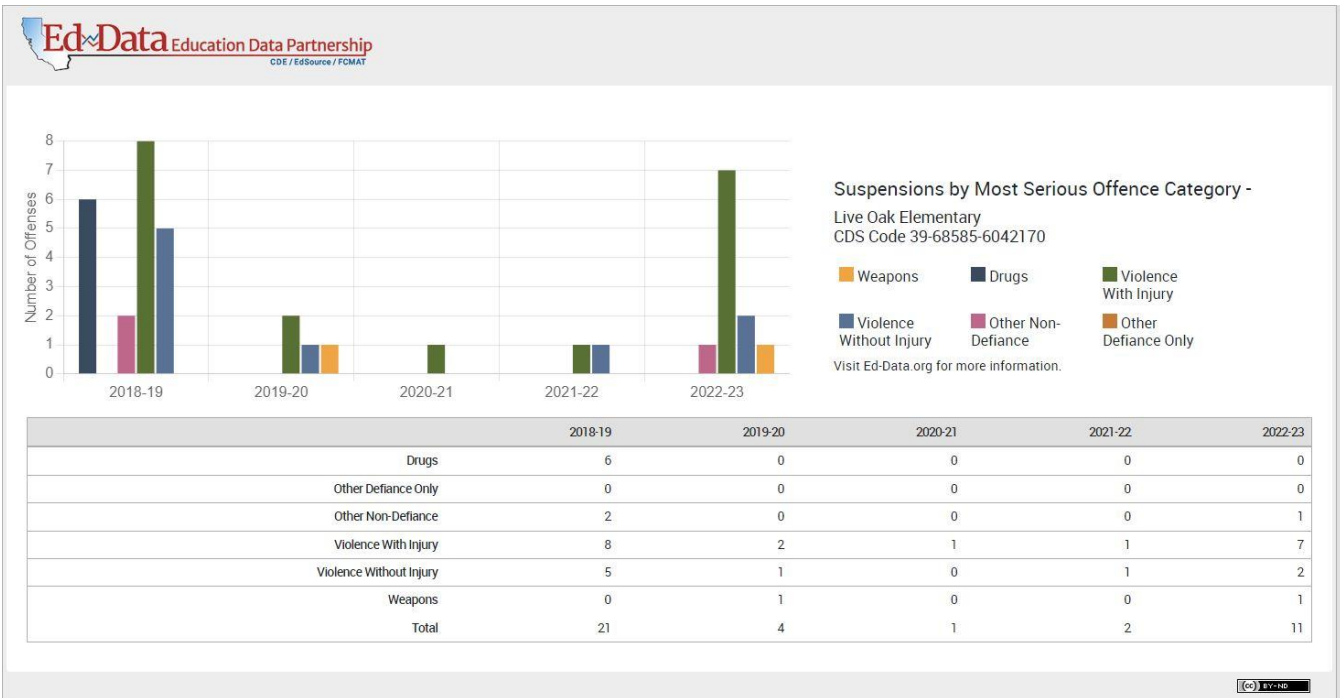 Ed Data Education Data Partnership
CDE / EdSource / FCMAT
8
7
6
5
4
3
2
1
0
Number of Offenses
2018-19 2019-20 2020-21 2021-22 2022-23
Suspensions by Most Serious Offence Category -
Live Oak Elementary
CDS Code 39-68585-6042170
Weapons Drugs Violence
With Injury
Violence Other Non- Other
Without Injury Defiance Defiance Only
Visit Ed-Data.org for more information.
2018-19 2019-20 2020-21 2021-22 2022-23
Drugs 6 0 0 0 0
Other Defiance Only 0 0 0 0 0
Other Non-Defiance 2 0 0 0 1
Violence With Injury 8 2 1 1 7
Violence Without Injury 5 1 0 1 2
Weapons 0 1 0 0 1
Total 21 4 1 2 11
(cc) BY-ND